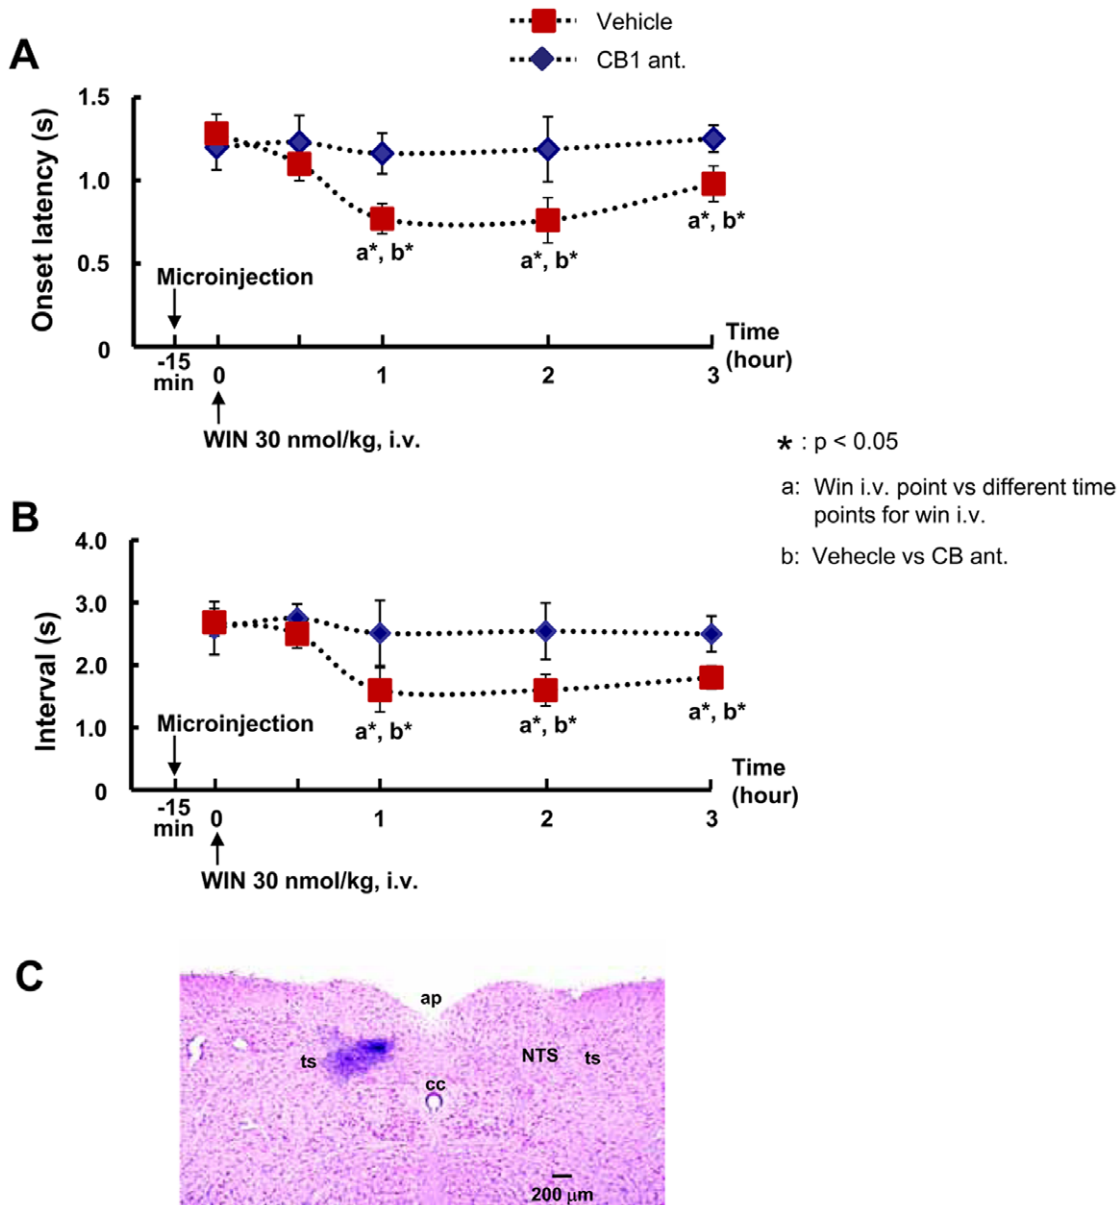 Vehicle
CB1 ant.
A
Onset latency (s)
1.5
1.0
0.5
0
a*, b*
a*, b*
a*, b*
Microinjection
Time
(hour)
-15
min
0
1
2
3
WIN 30 nmol/kg, i.v.
* : p < 0.05
a: Win i.v. point vs different time
points for win i.v.
b: Vehecle vs CB ant.
B
Interval (s)
4.0
3.0
2.0
1.0
0
a*, b*
a*, b*
a*, b*
Microinjection
Time
(hour)
-15
min
0
1
2
3
WIN 30 nmol/kg, i.v.
C
ap
ts
NTS
ts
cc
200 µm